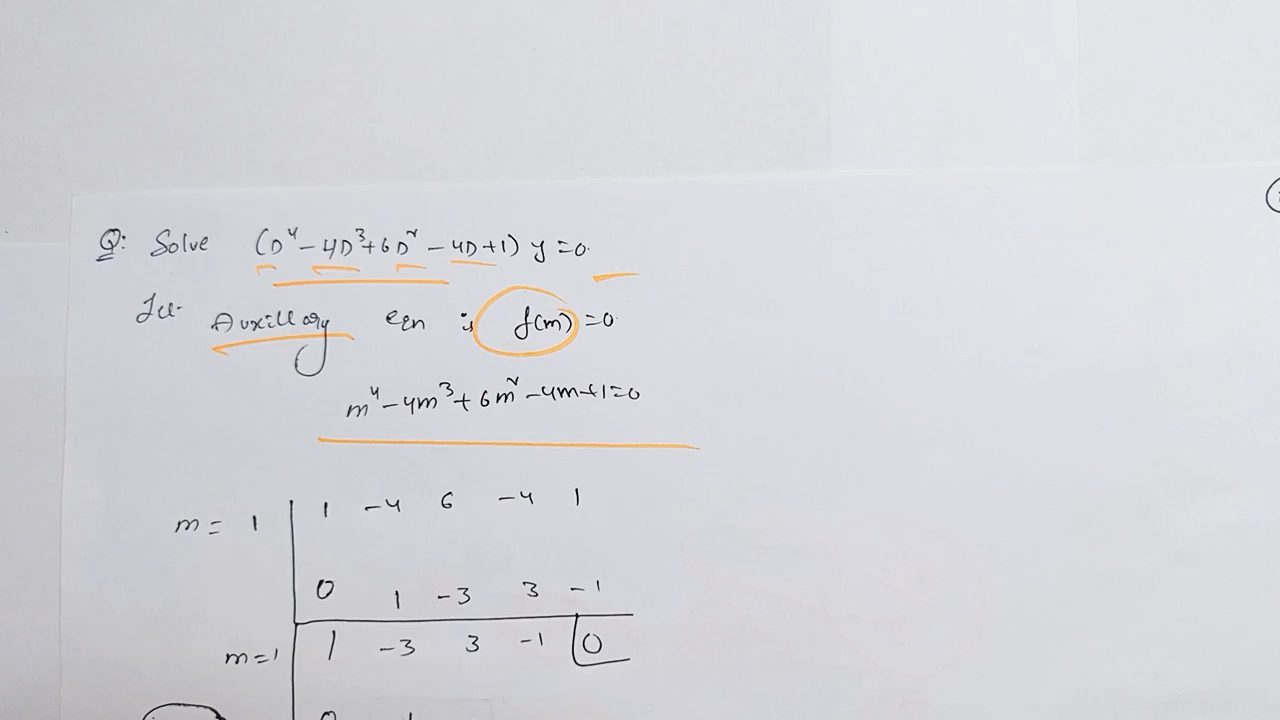 Q: Solve (D⁴ - 4D³ + 6D² - 4D + 1) y = 0.
Auxillary eqn is f(m) = 0.
m⁴ - 4m³ + 6m² - 4m + 1 = 0
m = 1 | 1 -4 6 -4 1
0 1 -3 3 -1
m=1 1 -3 3 -1 0